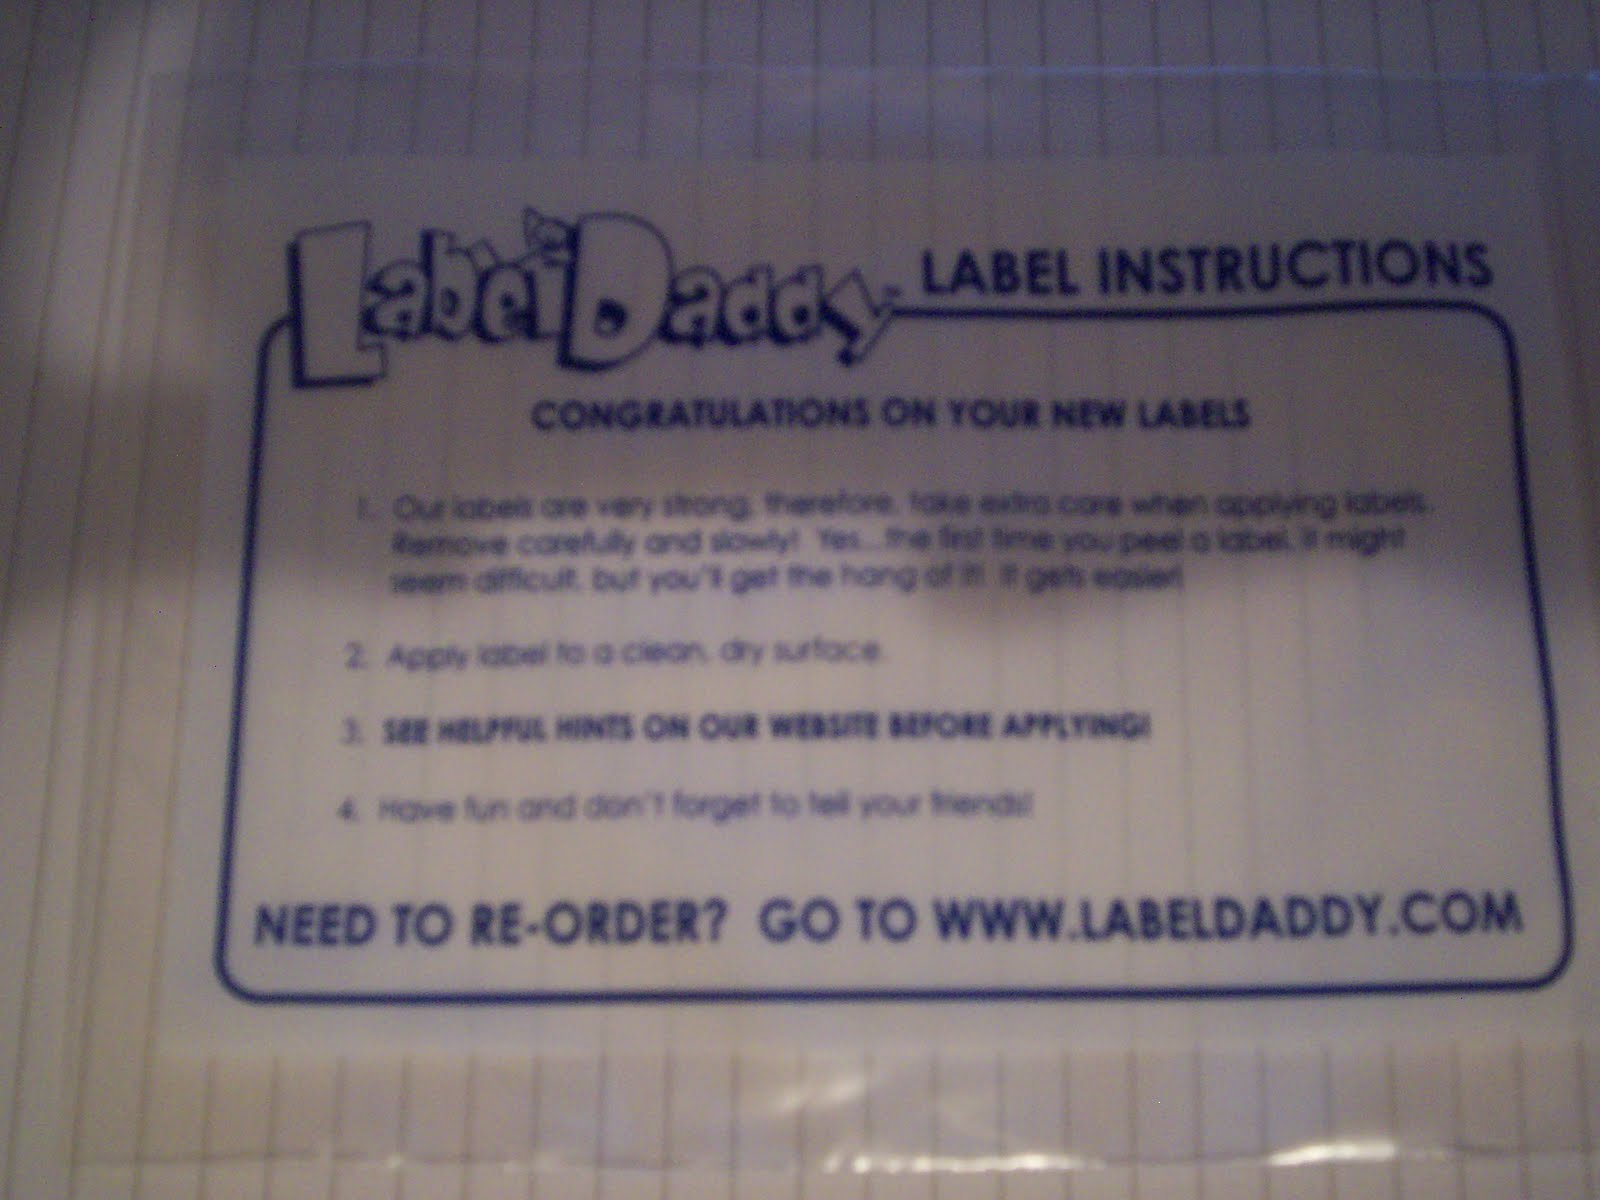 Label Daddy™ LABEL INSTRUCTIONS
CONGRATULATIONS ON YOUR NEW LABELS
1. Our labels are very strong, therefore, take extra care when applying labels.
Remove carefully and slowly! Yes...the first time you peel a label, it might
seem difficult, but you'll get the hang of it! It gets easier!
2. Apply label to a clean, dry surface.
3. SEE HELPFUL HINTS ON OUR WEBSITE BEFORE APPLYING!
4. Have fun and don't forget to tell your friends!
NEED TO RE-ORDER? GO TO WWW.LABELDADDY.COM